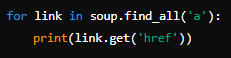 for link in soup.find_all('a'):
    print(link.get('href'))